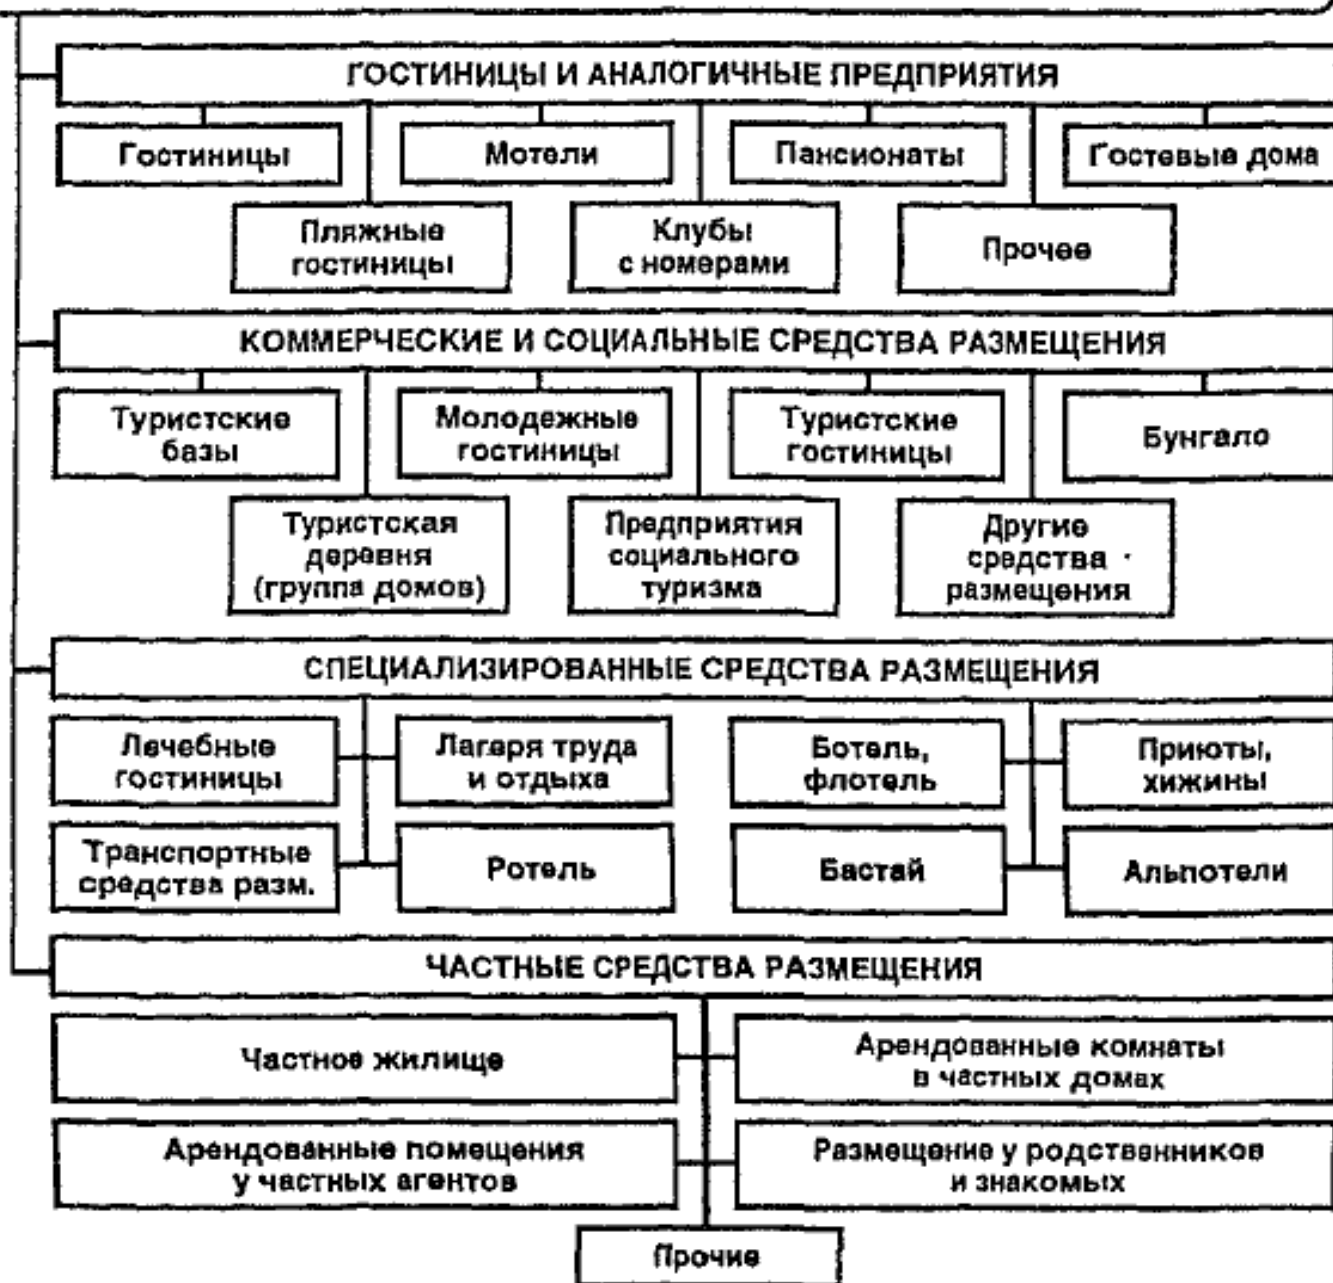 ГОСТИНИЦЫ И АНАЛОГИЧНЫЕ ПРЕДПРИЯТИЯ
Гостиницы
Мотели
Пансионаты
Гостевые дома
Пляжные
гостиницы
Клубы
с номерами
Прочее
КОММЕРЧЕСКИЕ И СОЦИАЛЬНЫЕ СРЕДСТВА РАЗМЕЩЕНИЯ
Туристские
базы
Молодежные
гостиницы
Туристские
гостиницы
Бунгало
Туристская
деревня
(группа домов)
Предприятия
социального
туризма
Другие
средства
размещения
СПЕЦИАЛИЗИРОВАННЫЕ СРЕДСТВА РАЗМЕЩЕНИЯ
Лечебные
гостиницы
Лагеря труда
и отдыха
Ботель,
флотель
Приюты,
хижины
Транспортные
средства разм.
Ротель
Бастай
Альпотели
ЧАСТНЫЕ СРЕДСТВА РАЗМЕЩЕНИЯ
Частное жилище
Арендованные комнаты
в частных домах
Арендованные помещения
у частных агентов
Размещение у родственников
и знакомых
Прочие